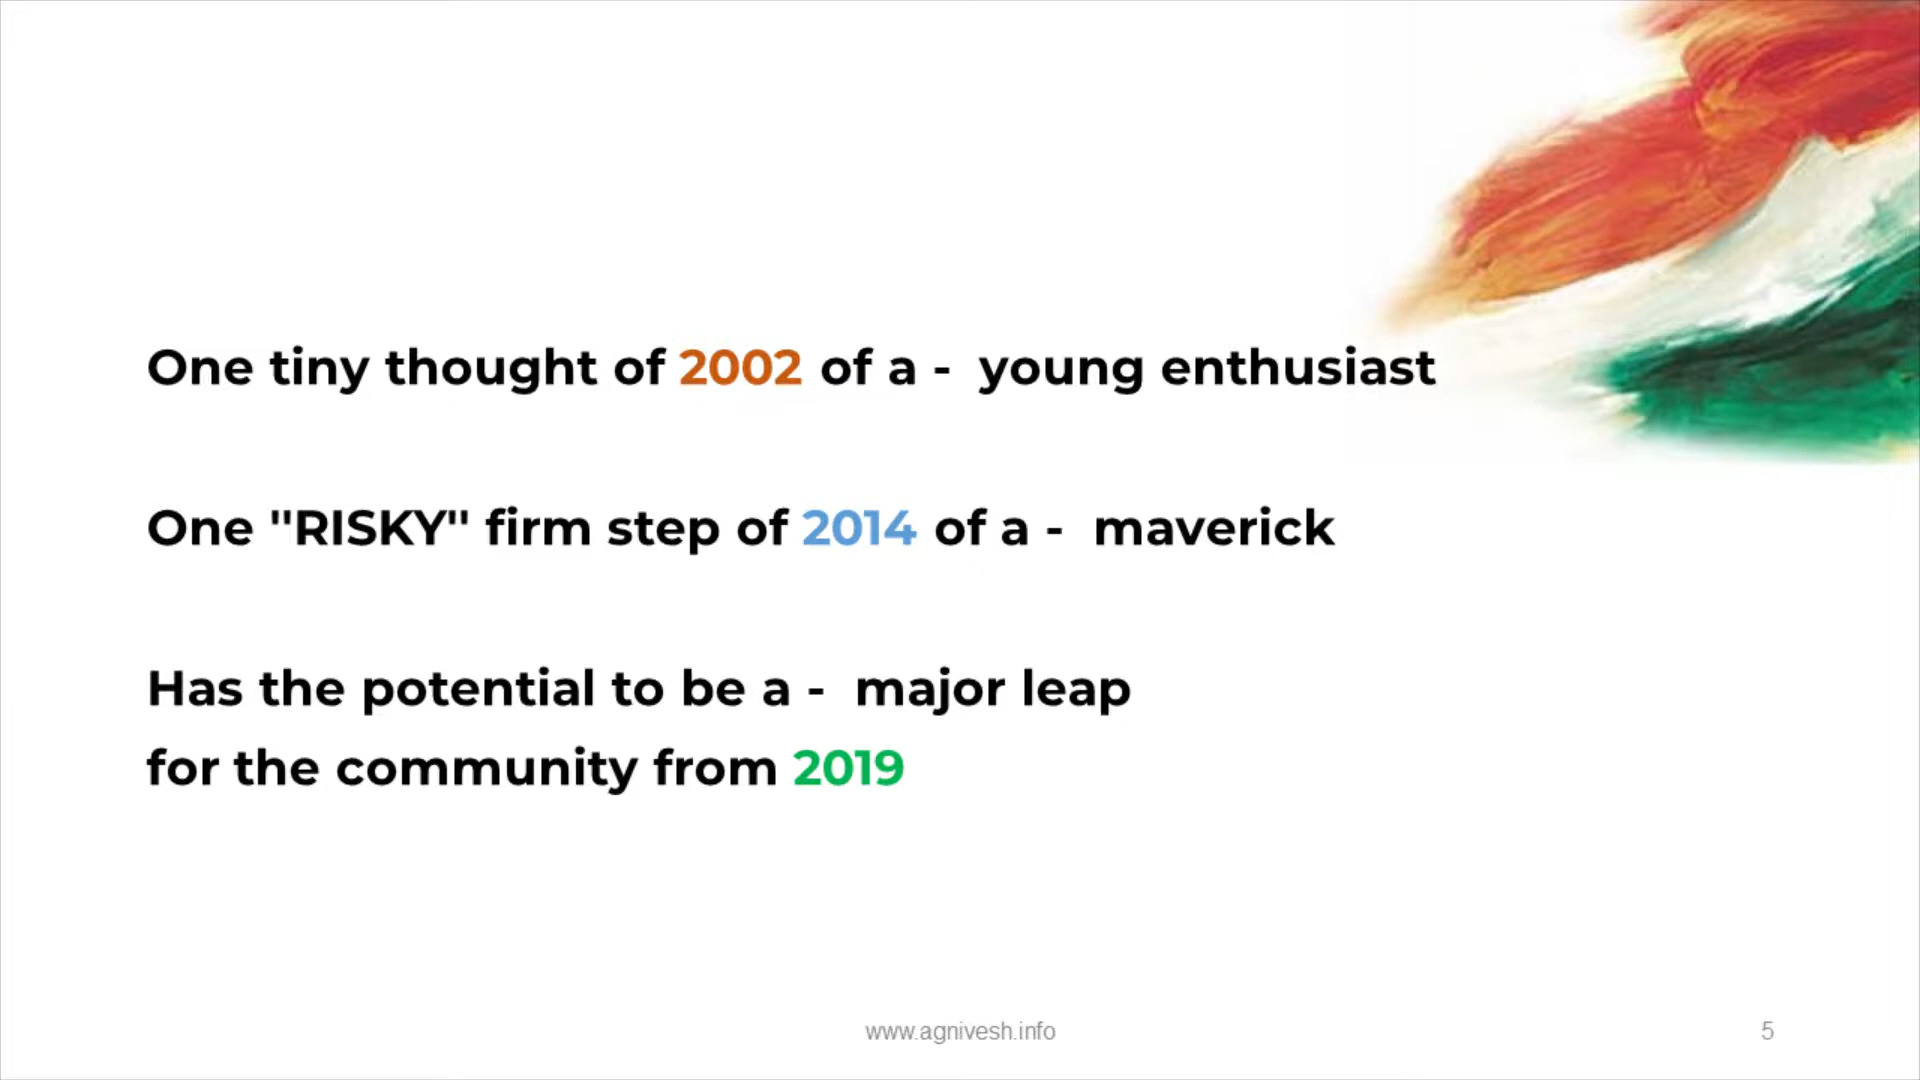 One tiny thought of 2002 of a - young enthusiast
One "RISKY" firm step of 2014 of a - maverick
Has the potential to be a - major leap
for the community from 2019
www.agnivesh.info
5